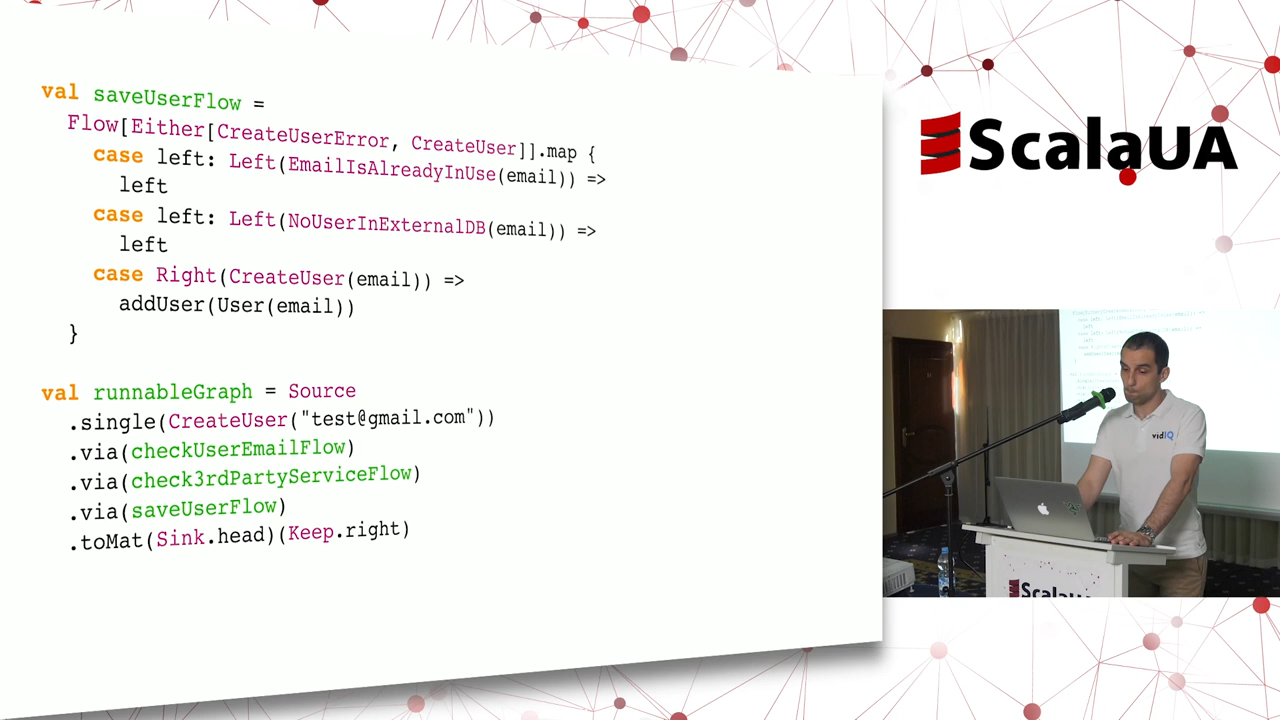 val saveUserFlow =
Flow[Either[CreateUserError, CreateUser]].map {
case left: Left(EmailIsAlreadyInUse(email)) =>
left
case left: Left(NoUserInExternalDB(email)) =>
left
case Right(CreateUser(email)) =>
addUser(User(email))
}
val runnableGraph = Source
.single(CreateUser("test@gmail.com"))
.via(checkUserEmailFlow)
.via(check3rdPartyServiceFlow)
.via(saveUserFlow)
.toMat(Sink.head)(Keep.right)
ScalaUA
vidIQ